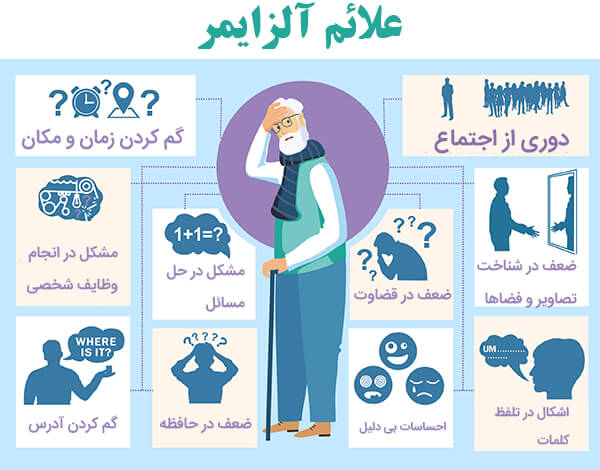 علائم آلزایمر
دوری از اجتماع
? ? ?
گم کردن زمان و مکان
ضعف در شناخت
تصاویر و فضاها
? ? ? ?
ضعف در قضاوت
1+1=?
مشکل در حل
مسائل
? ?
مشکل در انجام
وظایف شخصی
UM..........
..................
اشکال در تلفظ
کلمات
احساسات بی دلیل
? ? ? ? ?
ضعف در حافظه
WHERE
IS IT?
گم کردن آدرس